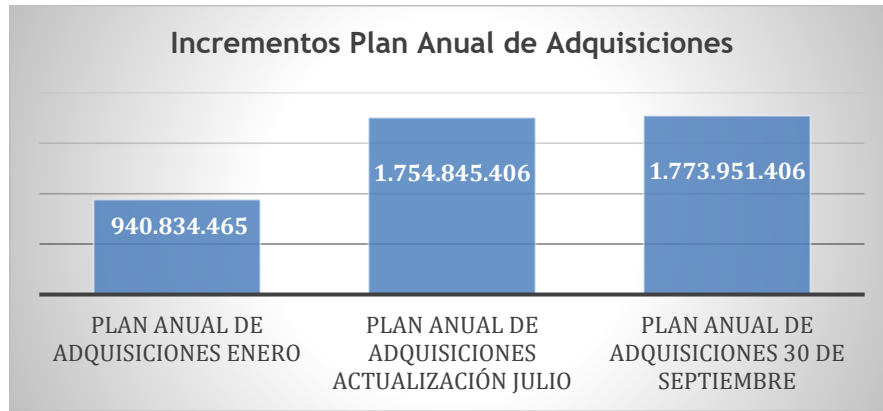 Incrementos Plan Anual de Adquisiciones
940.834.465
1.754.845.406
1.773.951.406
PLAN ANUAL DE
ADQUISICIONES ENERO
PLAN ANUAL DE
ADQUISICIONES
ACTUALIZACIÓN JULIO
PLAN ANUAL DE
ADQUISICIONES 30 DE
SEPTIEMBRE